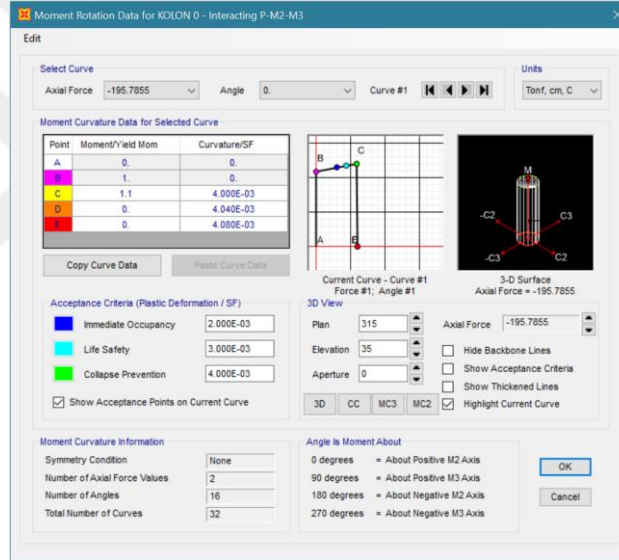 Moment Rotation Data for KOLON 0 - Interacting P-M2-M3
Edit
Select Curve
Axial Force -195.7855 Angle 0. Curve #1
Units
Tonf, cm, C
Moment Curvature Data for Selected Curve
Point Moment/Yield Mom Curvature/SF
A 0. 0.
B 1. 0.
C 1.1 4.000E-03
D 0. 4.040E-03
E 0. 4.080E-03
Copy Curve Data Paste Curve Data
B C
A E
Current Curve - Curve #1
Force #1; Angle #1
M
-C2 C3
-C3 C2
3-D Surface
Axial Force = -195.7855
Acceptance Criteria (Plastic Deformation / SF)
Immediate Occupancy 2.000E-03
Life Safety 3.000E-03
Collapse Prevention 4.000E-03
Show Acceptance Points on Current Curve
3D View
Plan 315
Elevation 35
Aperture 0
3D CC MC3 MC2
Axial Force -195.7855
Hide Backbone Lines
Show Acceptance Criteria
Show Thickened Lines
Highlight Current Curve
Moment Curvature Information
Symmetry Condition None
Number of Axial Force Values 2
Number of Angles 16
Total Number of Curves 32
Angle Is Moment About
0 degrees = About Positive M2 Axis
90 degrees = About Positive M3 Axis
180 degrees = About Negative M2 Axis
270 degrees = About Negative M3 Axis
OK
Cancel